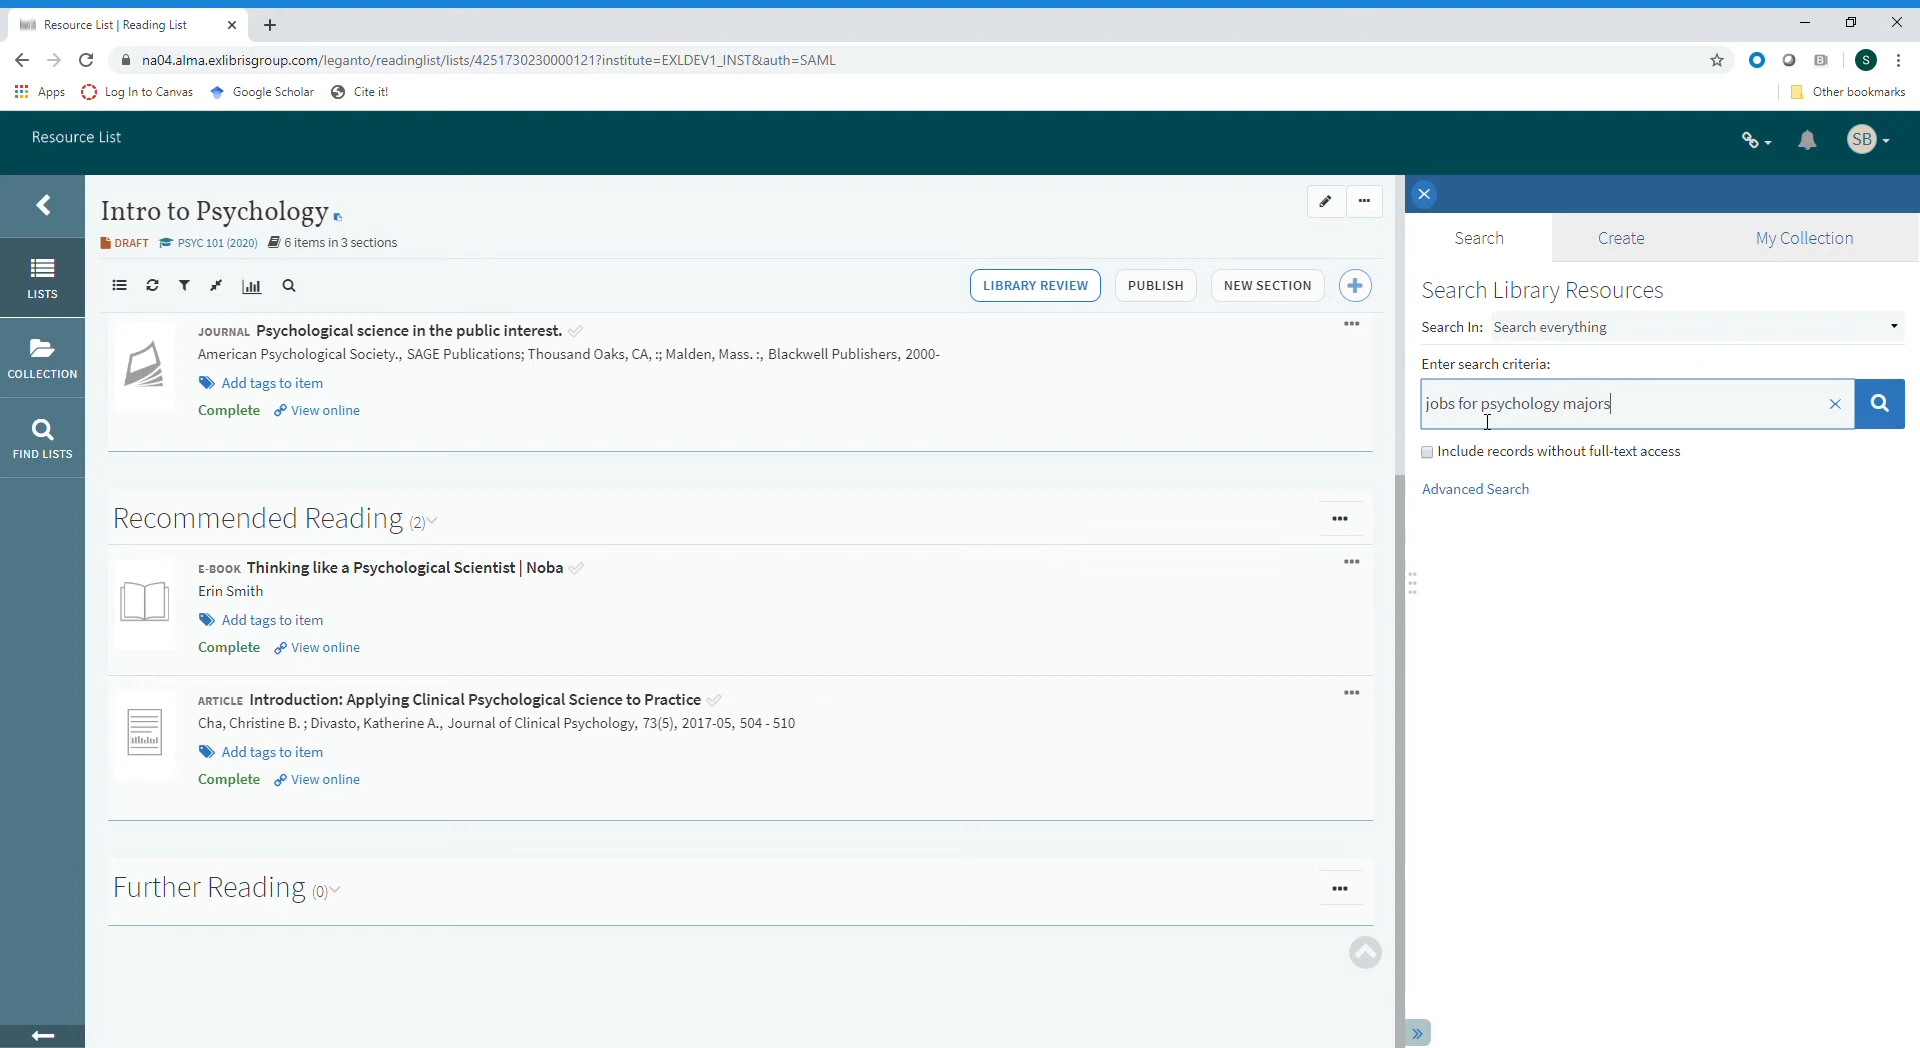 Resource List | Reading List
na04.alma.exlibrisgroup.com/leganto/readinglist/lists/4251730230000121?institute=EXLDEV1_INST&auth=SAML
S
Apps Log In to Canvas Google Scholar Cite it! Other bookmarks
Resource List
SB
LISTS
COLLECTION
FIND LISTS
Intro to Psychology
DRAFT PSYC 101 (2020) 6 items in 3 sections
LIBRARY REVIEW PUBLISH NEW SECTION
JOURNAL Psychological science in the public interest.
American Psychological Society., SAGE Publications; Thousand Oaks, CA, :; Malden, Mass. :, Blackwell Publishers, 2000-
Add tags to item
Complete View online
Recommended Reading (2)
E-BOOK Thinking like a Psychological Scientist | Noba
Erin Smith
Add tags to item
Complete View online
ARTICLE Introduction: Applying Clinical Psychological Science to Practice
Cha, Christine B. ; Divasto, Katherine A., Journal of Clinical Psychology, 73(5), 2017-05, 504 - 510
Add tags to item
Complete View online
Further Reading (0)
Search Create My Collection
Search Library Resources
Search In: Search everything
Enter search criteria:
jobs for psychology majors
Include records without full-text access
Advanced Search